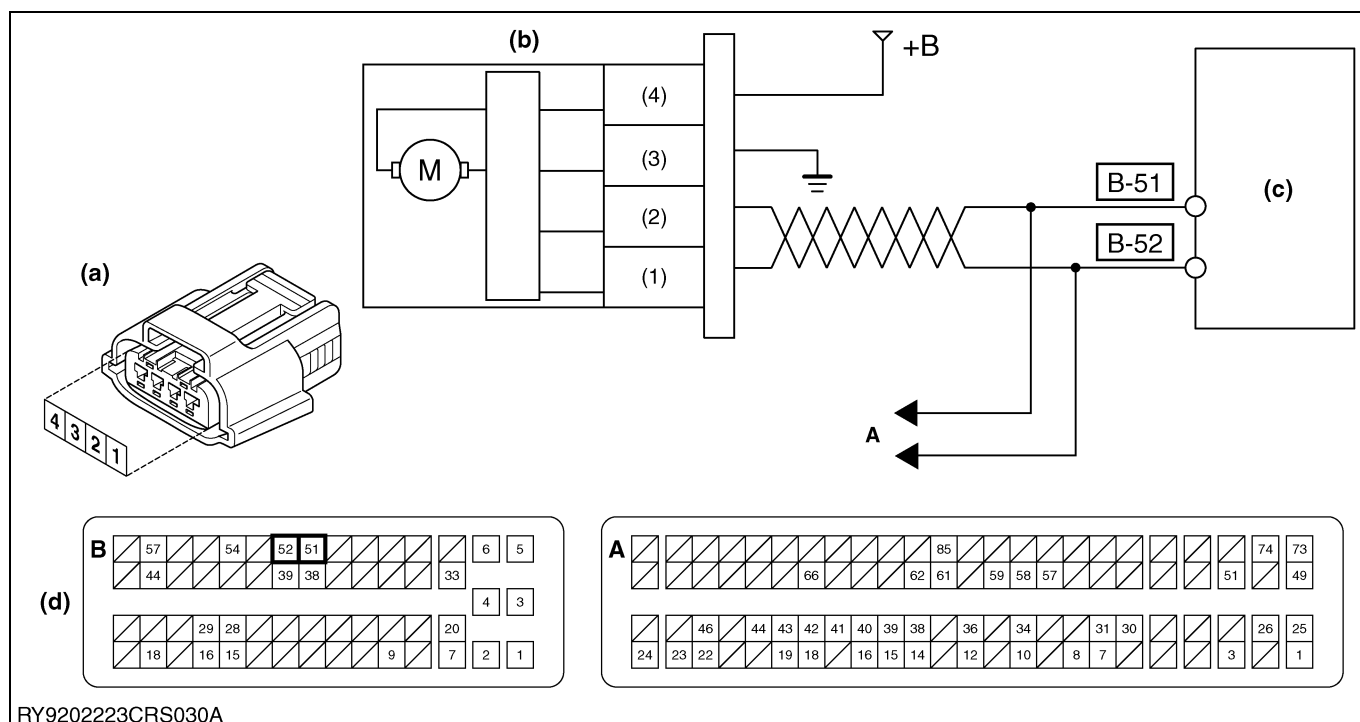 (b)
+B
(4)
(3)
(2)
(1)
M
B-51
B-52
(c)
(a)
4 3 2 1
A
(d)
B
57 54 52 51 6 5
44 39 38 33
4 3
29 28 20
18 16 15 9 7 2 1
A
85 74 73
66 62 61 59 58 57 51 49
46 44 43 42 41 40 39 38 36 34 31 30 26 25
24 23 22 19 18 16 15 14 12 10 8 7 3 1
RY9202223CRS030A